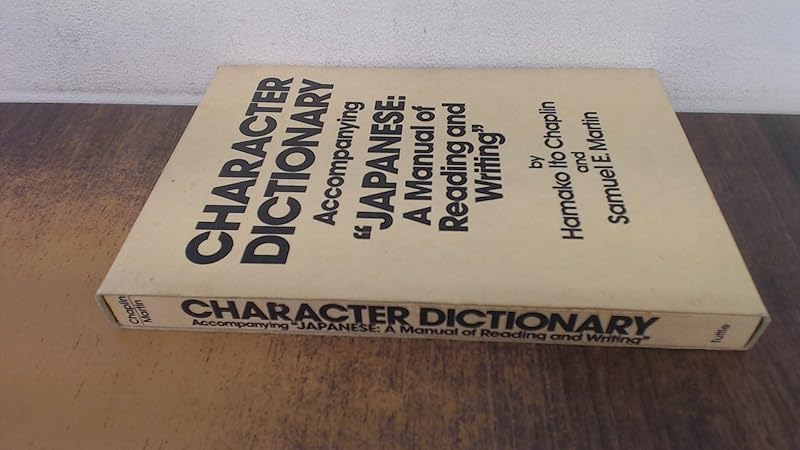 CHARACTER
DICTIONARY
Accompanying
"JAPANESE:
A Manual of
Reading and
Writing"
by
Hamako Ito Chaplin
and
Samuel E. Martin
Chaplin
Martin
CHARACTER DICTIONARY
Accompanying "JAPANESE: A Manual of Reading and Writing"
Tuttle